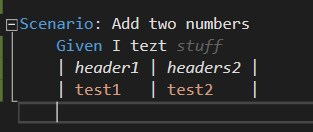 Scenario: Add two numbers
Given I tezt stuff
| header1 | headers2 |
| test1 | test2 |